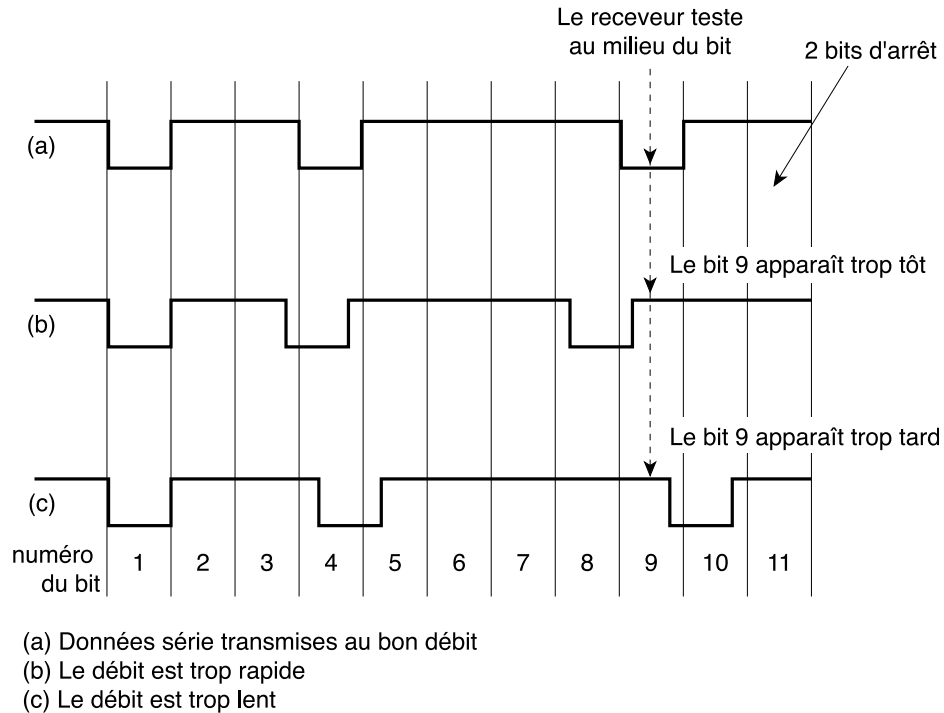 Le receveur teste
au milieu du bit
2 bits d'arrêt
(a)
Le bit 9 apparaît trop tôt
(b)
Le bit 9 apparaît trop tard
(c)
numéro
du bit
1 2 3 4 5 6 7 8 9 10 11
(a) Données série transmises au bon débit
(b) Le débit est trop rapide
(c) Le débit est trop lent